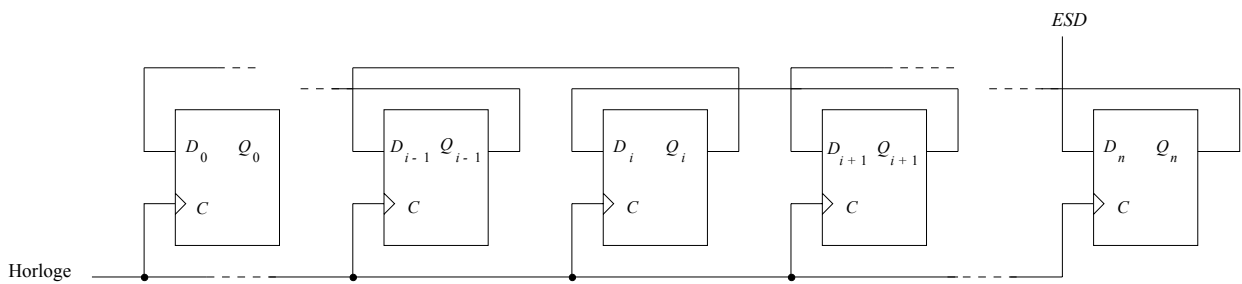 ESD
D0 Q0
Di - 1 Qi - 1
Di Qi
Di + 1 Qi + 1
Dn Qn
C
C
C
C
C
Horloge